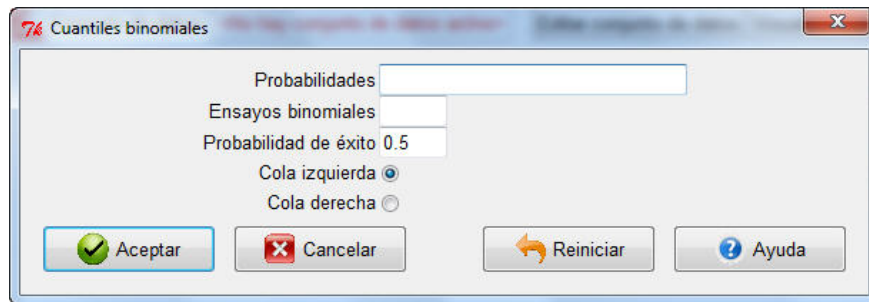 Cuantiles binomiales
Probabilidades
Ensayos binomiales
Probabilidad de éxito 0.5
Cola izquierda
Cola derecha
Aceptar Cancelar Reiniciar Ayuda